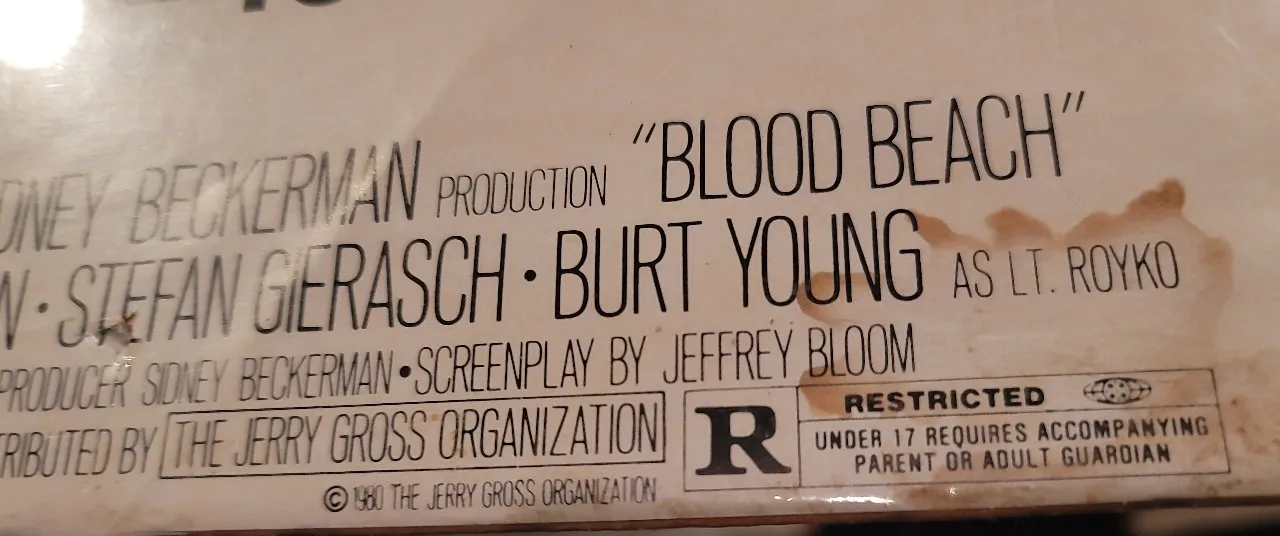 DNEY BECKERMAN PRODUCTION "BLOOD BEACH"
N · STEFAN GIERASCH · BURT YOUNG AS LT. ROYKO
PRODUCER SIDNEY BECKERMAN • SCREENPLAY BY JEFFREY BLOOM
TRIBUTED BY THE JERRY GROSS ORGANIZATION
© 1980 THE JERRY GROSS ORGANIZATION
R
RESTRICTED
UNDER 17 REQUIRES ACCOMPANYING
PARENT OR ADULT GUARDIAN